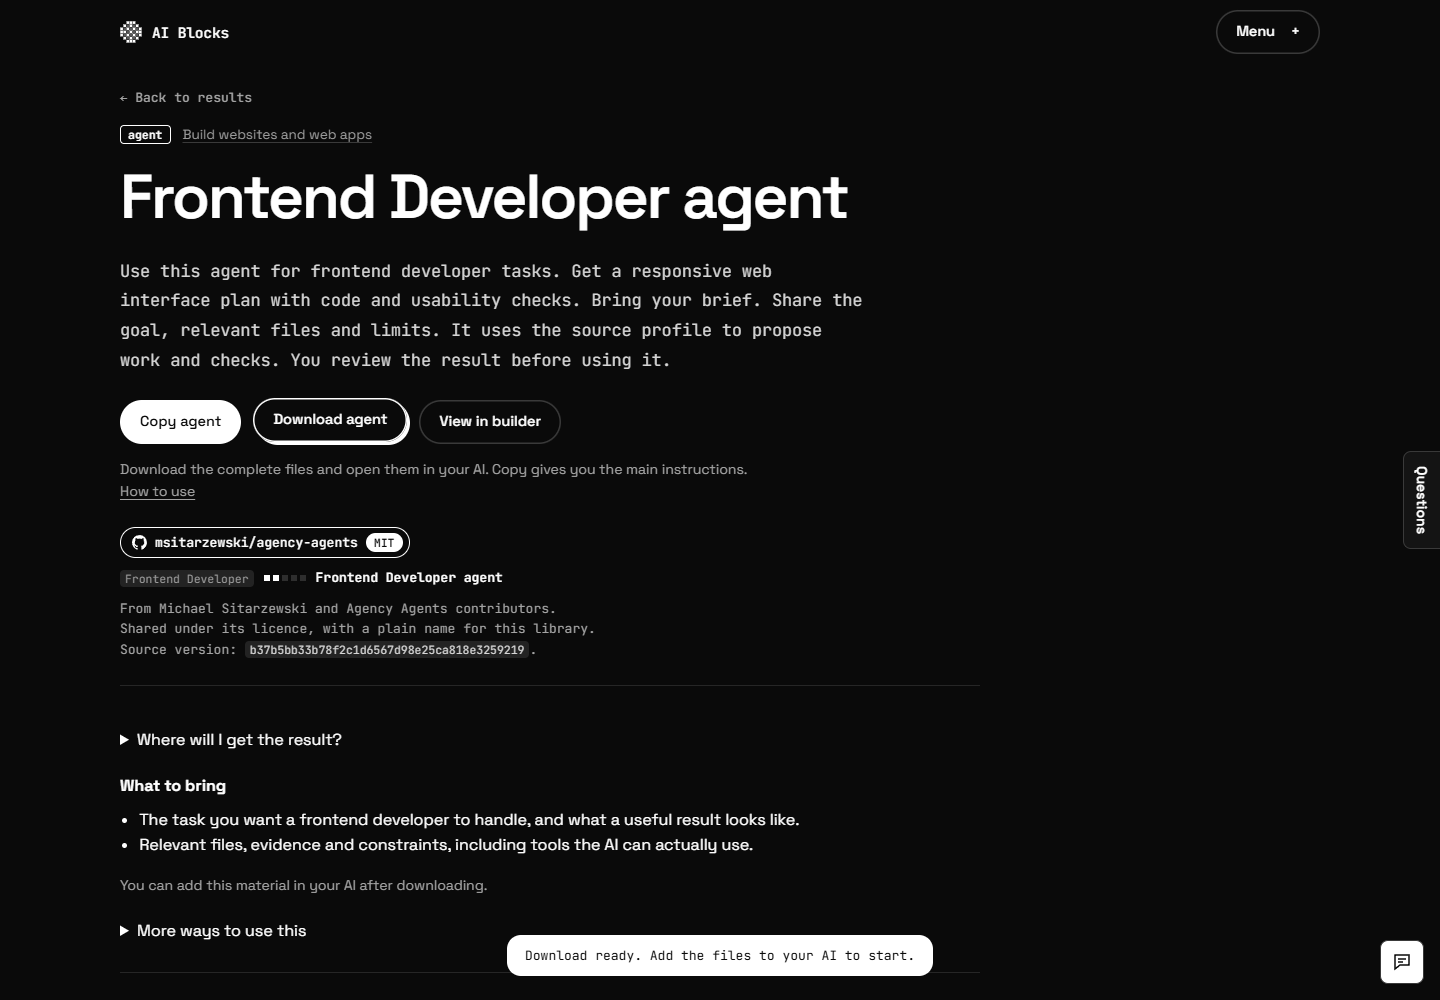 AI Blocks
Menu +
← Back to results
agent Build websites and web apps
Frontend Developer agent
Use this agent for frontend developer tasks. Get a responsive web
interface plan with code and usability checks. Bring your brief. Share the
goal, relevant files and limits. It uses the source profile to propose
work and checks. You review the result before using it.
Copy agent
Download agent
View in builder
Download the complete files and open them in your AI. Copy gives you the main instructions.
How to use
msitarzewski/agency-agents MIT
Frontend Developer Frontend Developer agent
From Michael Sitarzewski and Agency Agents contributors.
Shared under its licence, with a plain name for this library.
Source version: b37b5bb33b78f2c1d6567d98e25ca818e3259219.
Where will I get the result?
What to bring
• The task you want a frontend developer to handle, and what a useful result looks like.
• Relevant files, evidence and constraints, including tools the AI can actually use.
You can add this material in your AI after downloading.
More ways to use this
Download ready. Add the files to your AI to start.
Questions